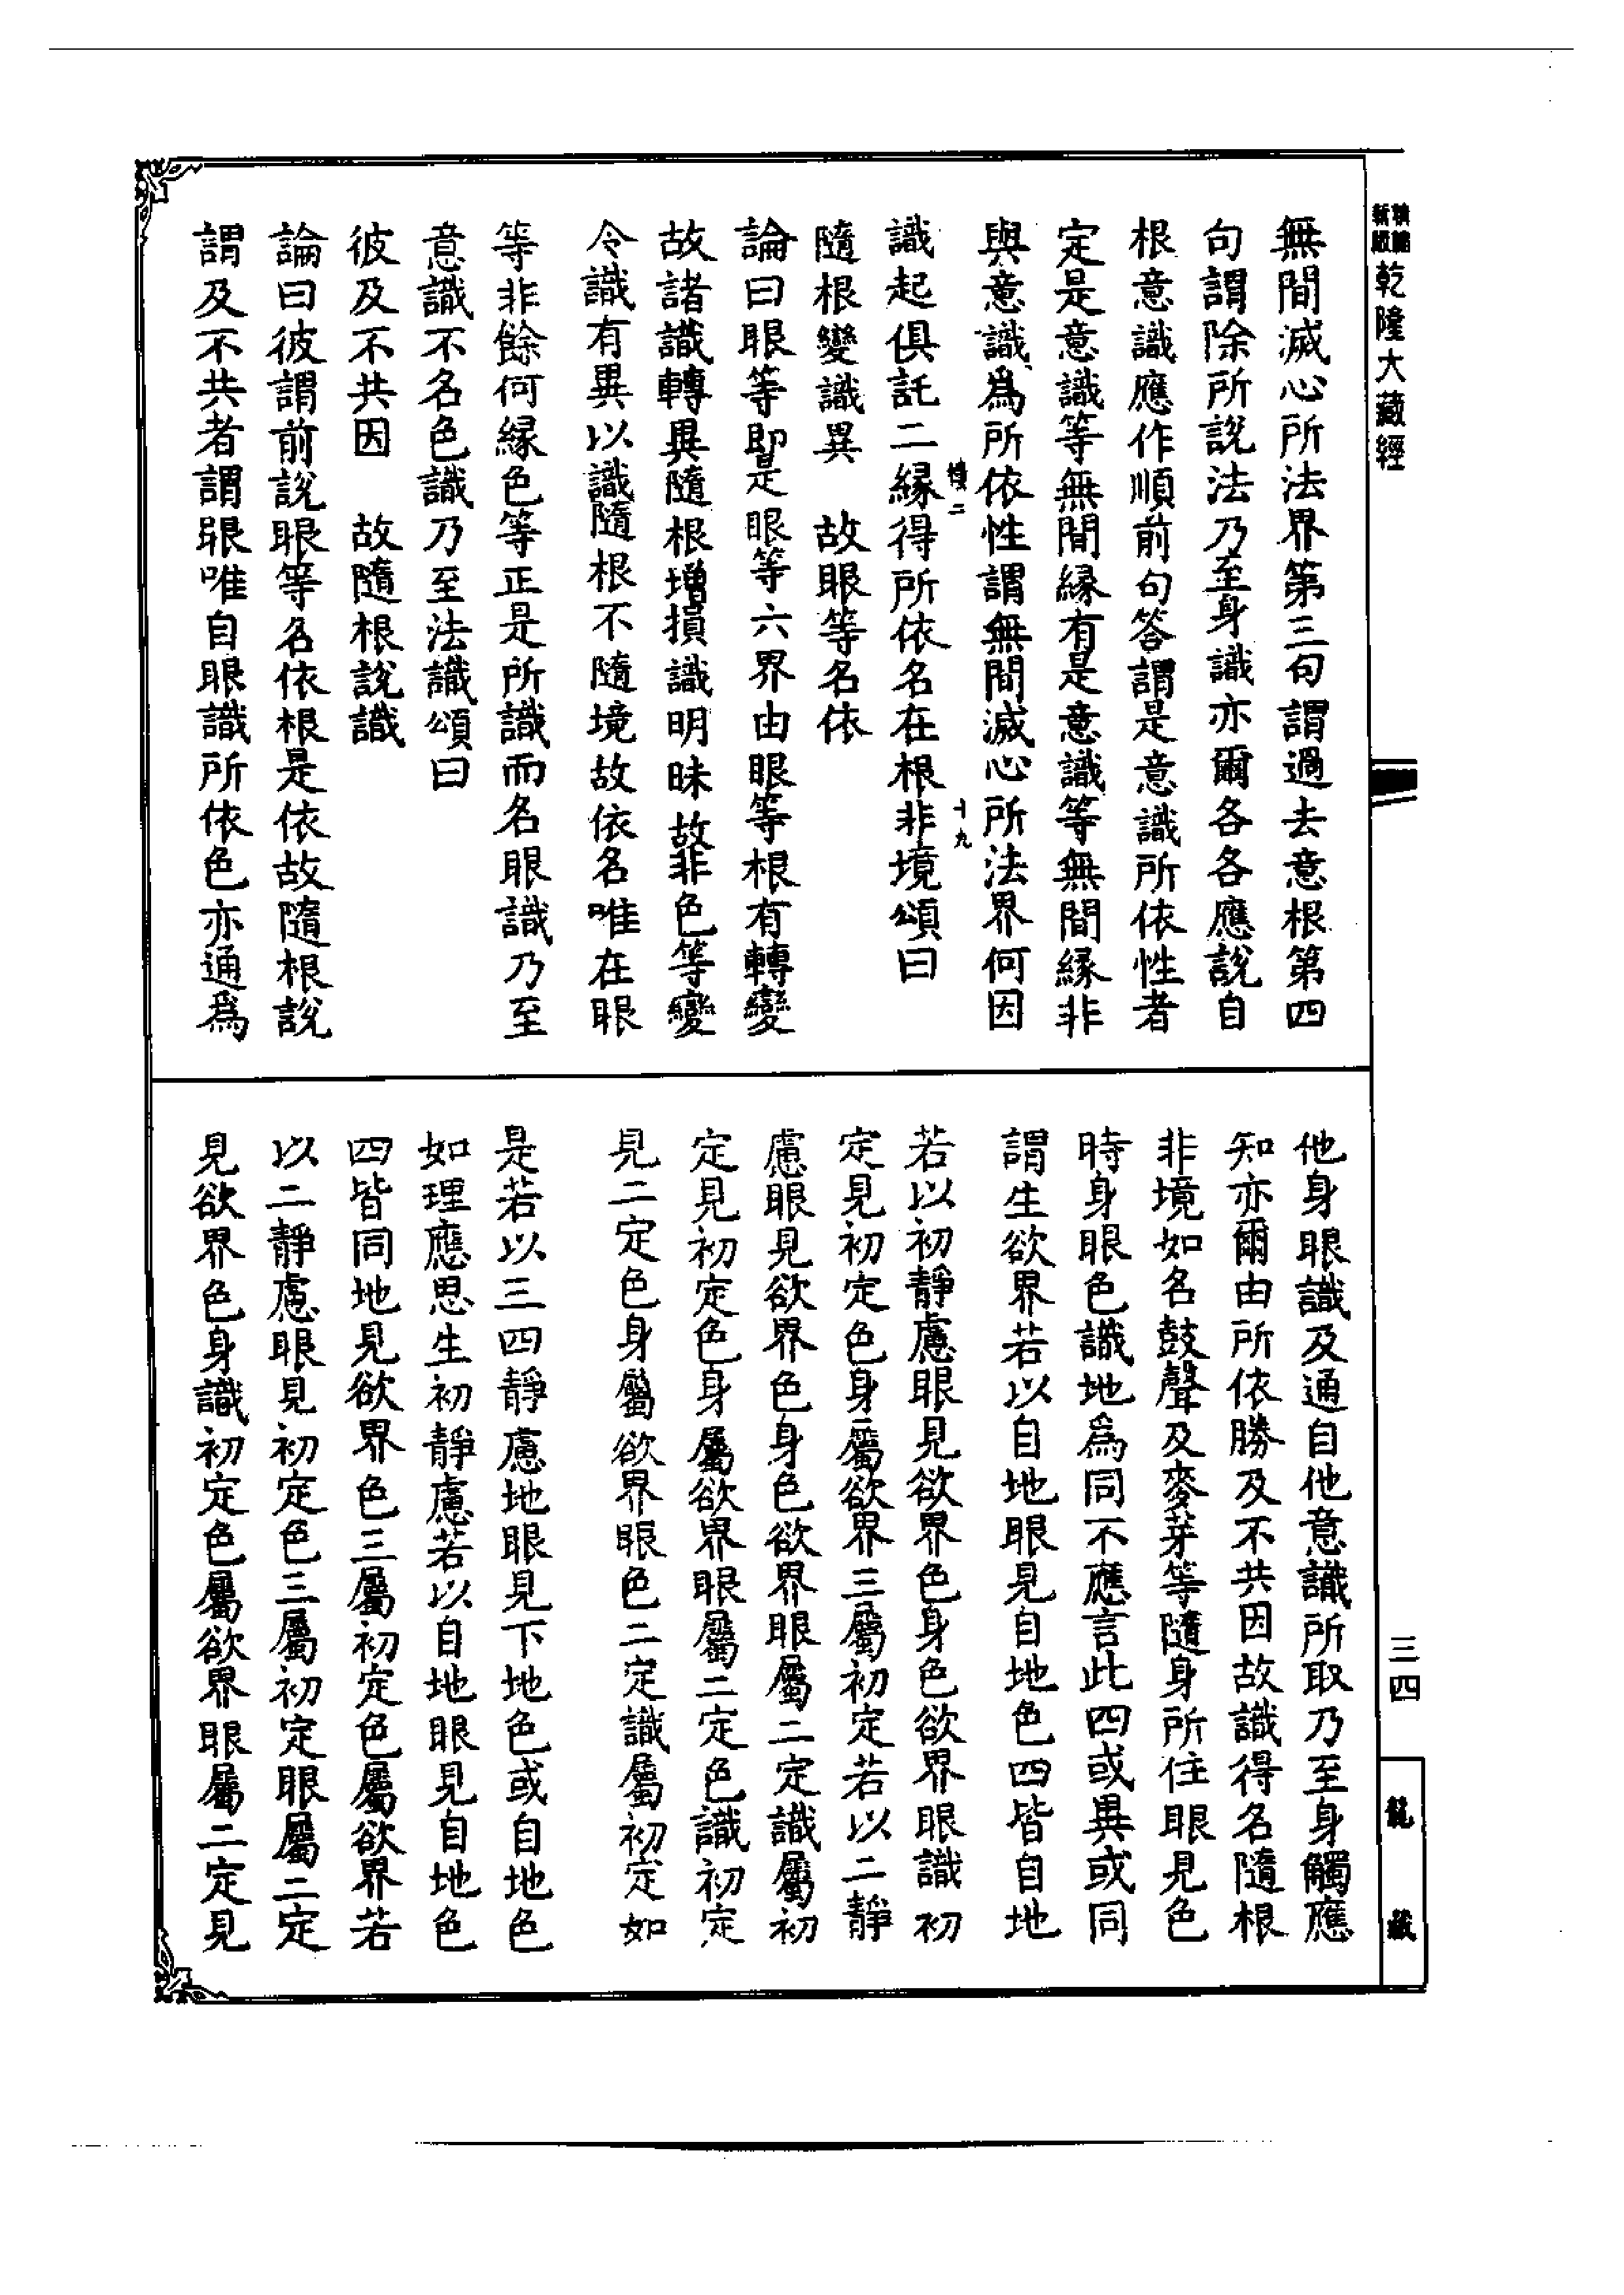 乾隆大藏經
無間滅心所法界第三句謂過去意根第四
句謂除所說法乃至身識亦爾各各應說自
根意識應作順前句答謂是意識所依性者
定是意識等無間緣有是意識等無間緣非
與意識爲所依性謂無間滅心所法界何因
十九
識起俱託二緣得所依名在根非境頌曰
隨根變識異　故眼等名依
論曰眼等即是眼等六界由眼等根有轉變
故諸識轉異隨根增損識明昧故非色等變
令識有異以識隨根不隨境故依名唯在眼
等非餘何緣色等正是所識而名眼識乃至
意識不名色識乃至法識頌曰
彼及不共因　故隨根說識
論曰彼謂前說眼等名依根是依故隨根說
謂及不共者謂眼唯自眼識所依色亦通爲
他身眼識及通自他意識所取乃至身觸應
知亦爾由所依勝及不共因故識得名隨根
非境如名鼓聲及麥芽等隨身所住眼見色
時身眼色識地爲同不應言此四或異或同
謂生欲界若以自地眼見自地色四皆自地
若以初靜慮眼見欲界色身色欲界眼識初
定見初定色身屬欲界三屬初定若以二靜
慮眼見欲界色身色欲界眼屬二定識屬初
定見初定色身屬欲界眼屬二定色識初定
見二定色身屬欲界眼色二定識屬初定如
是若以三四靜慮地眼見下地色或自地色
如理應思生初靜慮若以自地眼見自地色
四皆同地見欲界色三屬初定色屬欲界若
以二靜慮眼見初定色三屬初定眼屬二定
見欲界色身識初定色屬欲界眼屬二定見
三四
龍藏